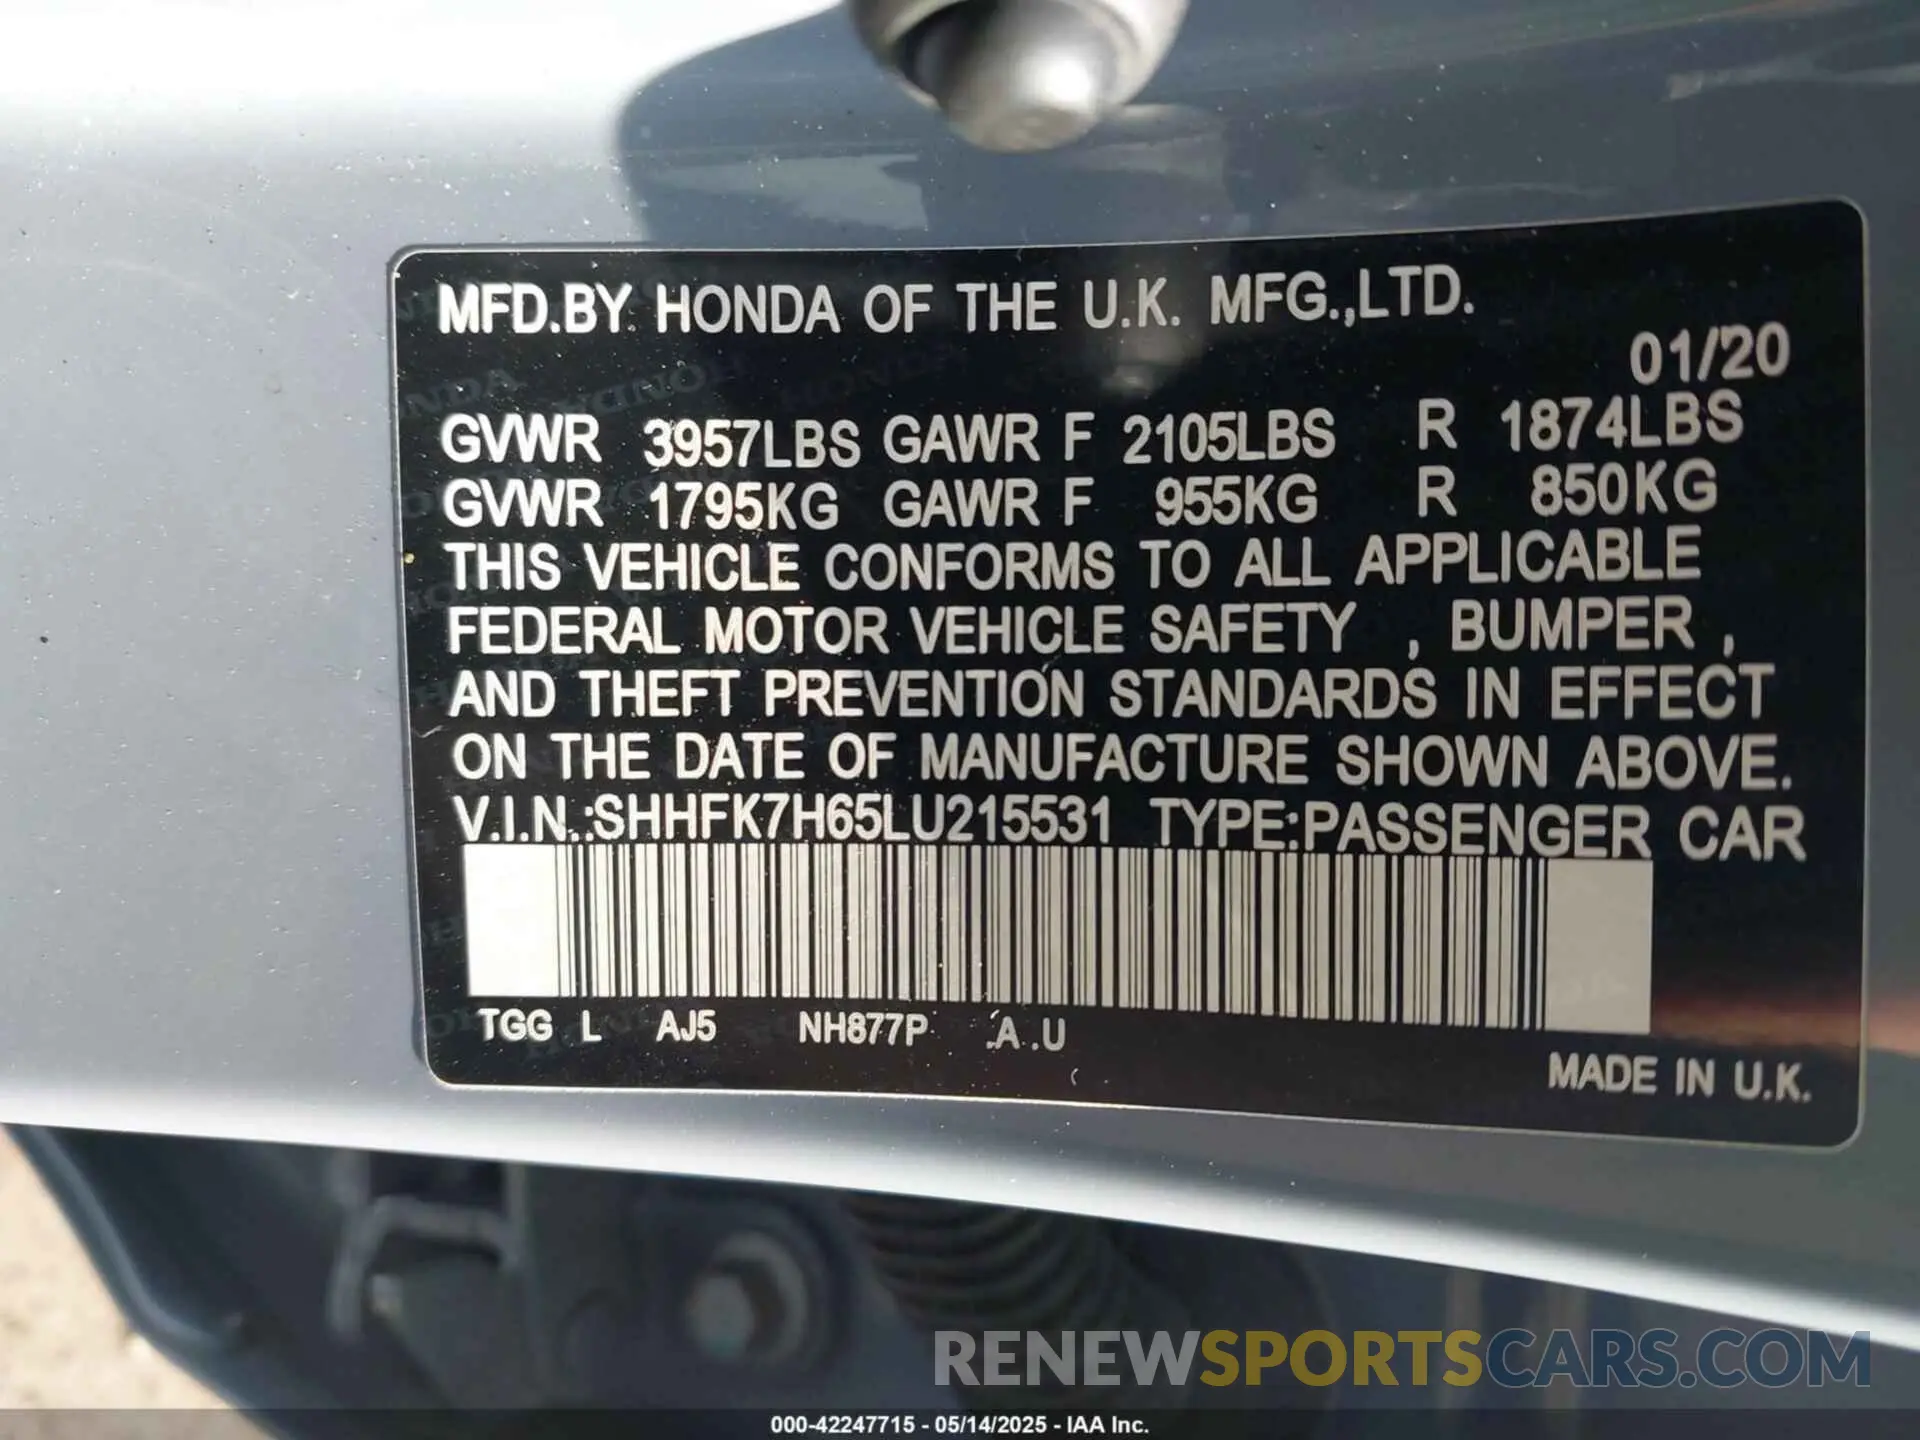 MFD.BY HONDA OF THE U.K. MFG.,LTD.
01/20
GVWR 3957LBS GAWR F 2105LBS R 1874LBS
GVWR 1795KG GAWR F 955KG R 850KG
THIS VEHICLE CONFORMS TO ALL APPLICABLE
FEDERAL MOTOR VEHICLE SAFETY , BUMPER ,
AND THEFT PREVENTION STANDARDS IN EFFECT
ON THE DATE OF MANUFACTURE SHOWN ABOVE.
V.I.N.:SHHFK7H65LU215531 TYPE:PASSENGER CAR
TGG L AJ5 NH877P .A .U
MADE IN U.K.
RENEWSPORTSCARS.COM
000-42247715 - 05/14/2025 - IAA Inc.